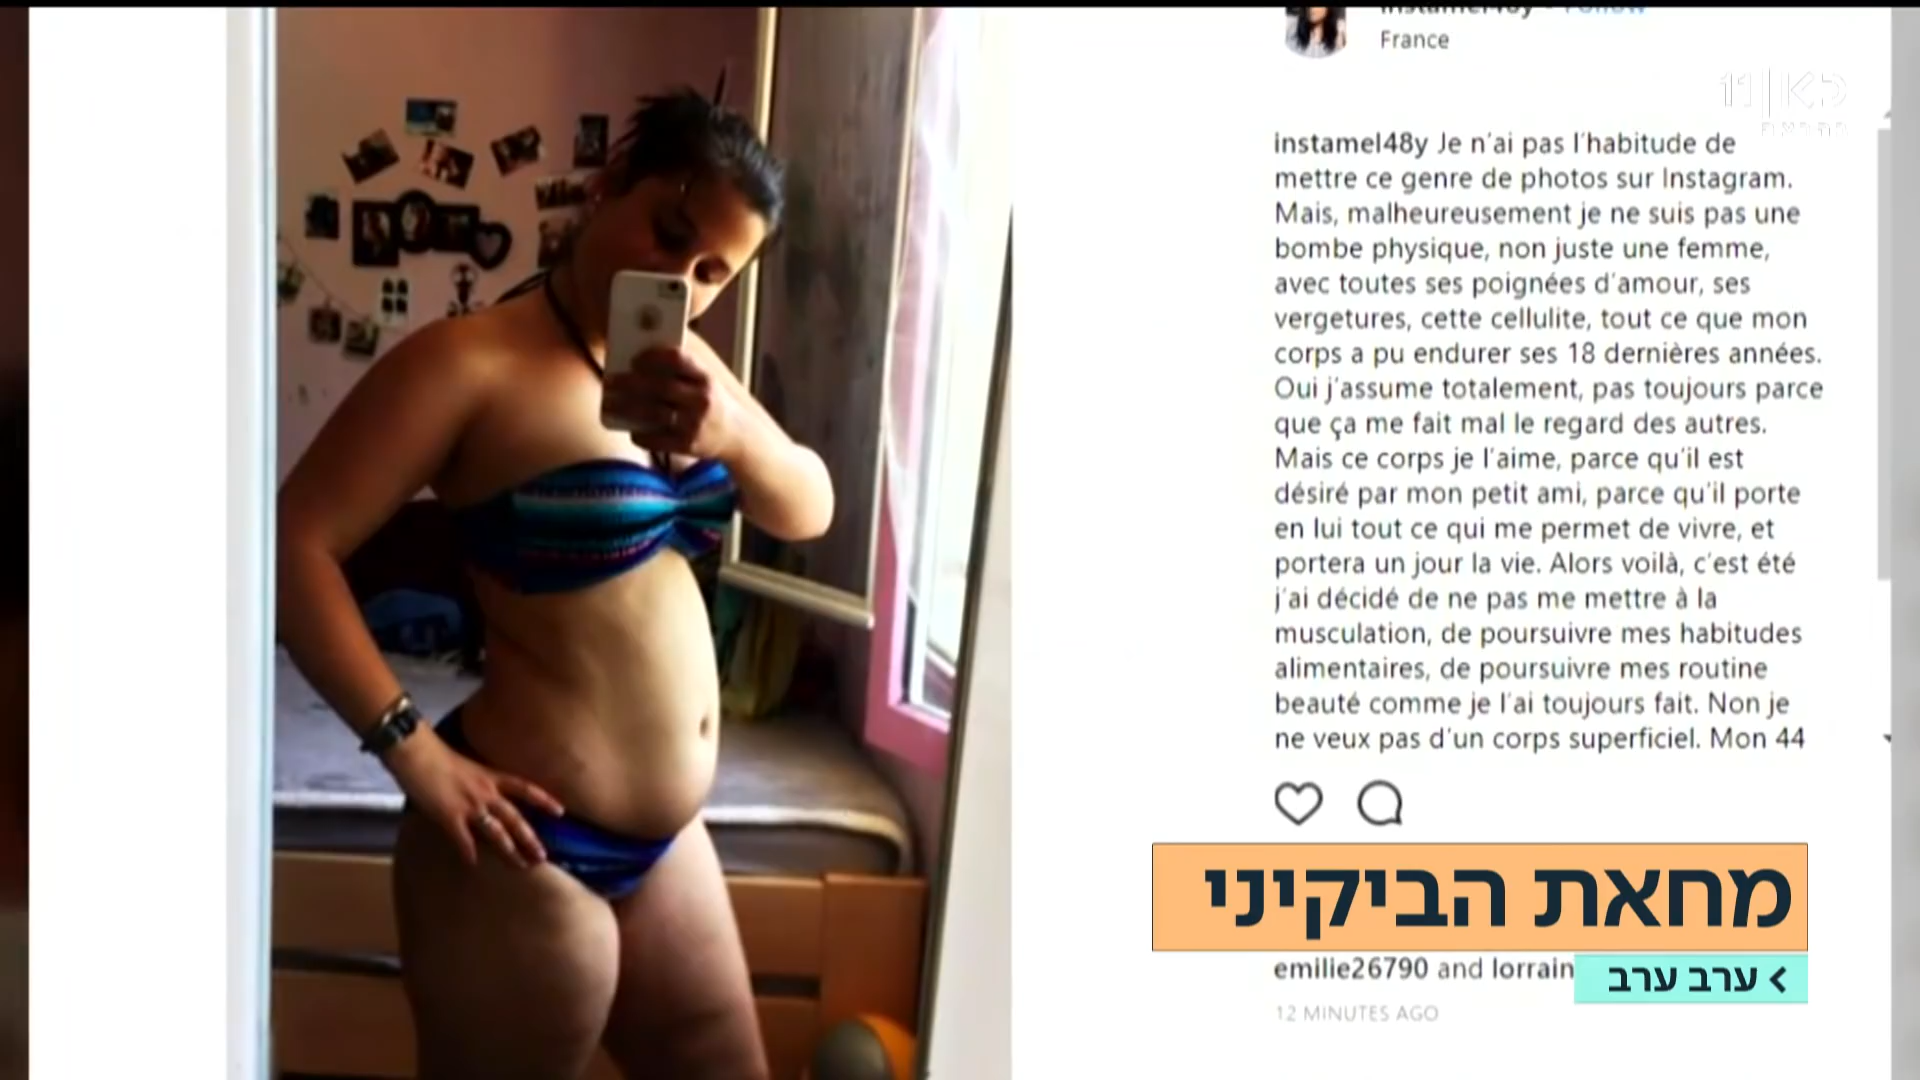 France
כאן 11
instamel48y Je n'ai pas l'habitude de
mettre ce genre de photos sur Instagram.
Mais, malheureusement je ne suis pas une
bombe physique, non juste une femme,
avec toutes ses poignées d'amour, ses
vergetures, cette cellulite, tout ce que mon
corps a pu endurer ses 18 dernières années.
Oui j'assume totalement, pas toujours parce
que ça me fait mal le regard des autres.
Mais ce corps je l'aime, parce qu'il est
désiré par mon petit ami, parce qu'il porte
en lui tout ce qui me permet de vivre, et
portera un jour la vie. Alors voilà, c'est été
j'ai décidé de ne pas me mettre à la
musculation, de poursuivre mes habitudes
alimentaires, de poursuivre mes routine
beauté comme je l'ai toujours fait. Non je
ne veux pas d'un corps superficiel. Mon 44
מחאת הביקיני
emilie26790 and lorrain
ערב ערב
12 MINUTES AGO